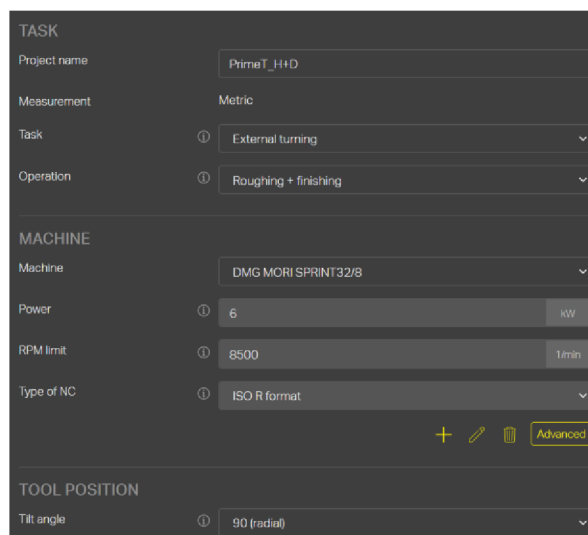 TASK
Project name PrimeT_H+D
Measurement Metric
Task External turning
Operation Roughing + finishing
MACHINE
Machine DMG MORI SPRINT32/8
Power 6 kW
RPM limit 8500 1/min
Type of NC ISO R format
Advanced
TOOL POSITION
Tilt angle 90 (radial)